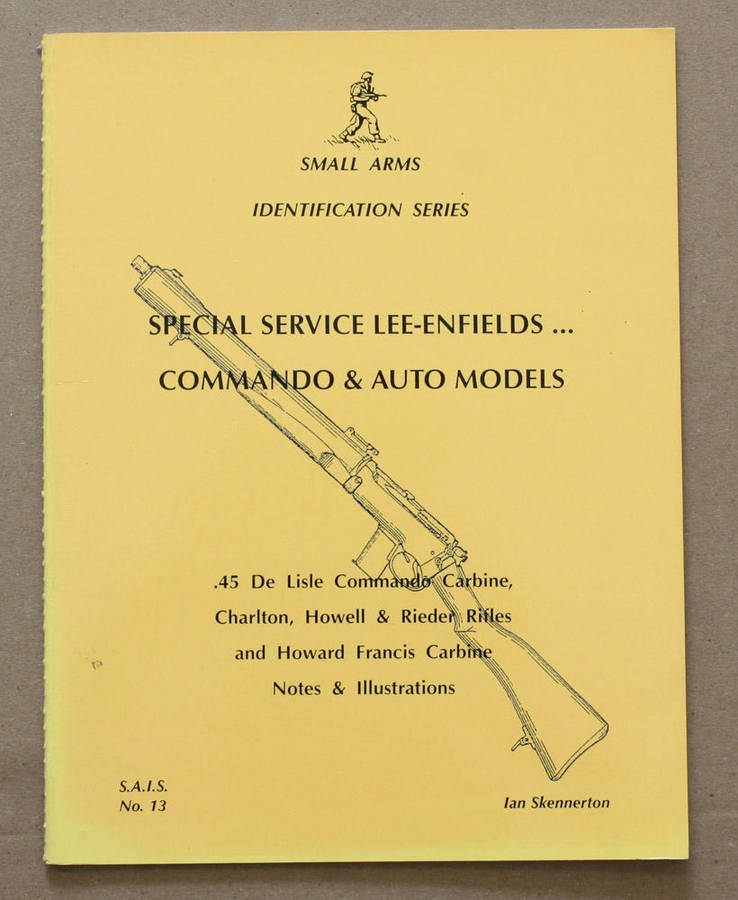 SMALL ARMS
IDENTIFICATION SERIES
SPECIAL SERVICE LEE-ENFIELDS ...
COMMANDO & AUTO MODELS
.45 De Lisle Commando Carbine,
Charlton, Howell & Rieder Rifles
and Howard Francis Carbine
Notes & Illustrations
S.A.I.S.
No. 13
Ian Skennerton